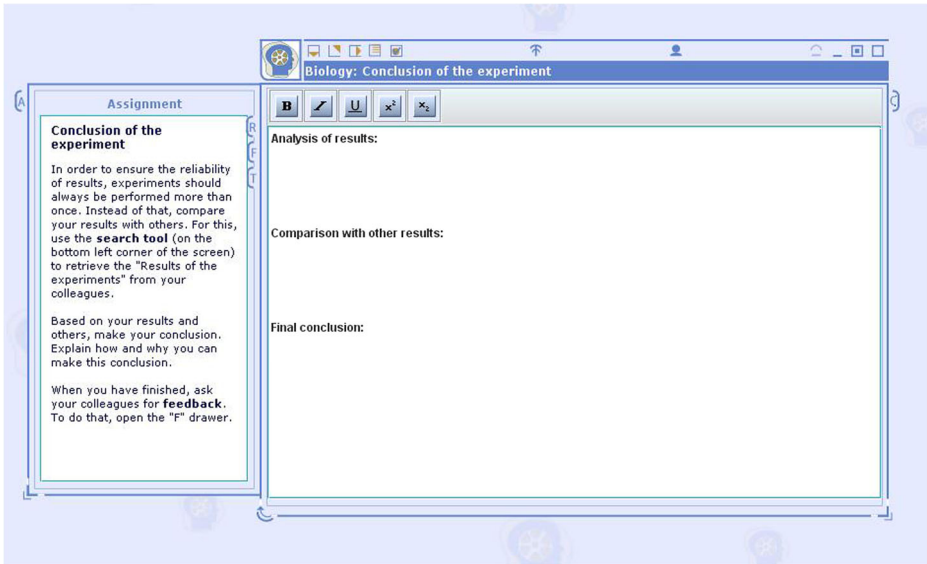 Biology: Conclusion of the experiment
A
Assignment
Conclusion of the
experiment
In order to ensure the reliability
of results, experiments should
always be performed more than
once. Instead of that, compare
your results with others. For this,
use the search tool (on the
bottom left corner of the screen)
to retrieve the "Results of the
experiments" from your
colleagues.
Based on your results and
others, make your conclusion.
Explain how and why you can
make this conclusion.
When you have finished, ask
your colleagues for feedback.
To do that, open the "F" drawer.
R
F
T
B I U x² x₂
C
Analysis of results:
Comparison with other results:
Final conclusion: